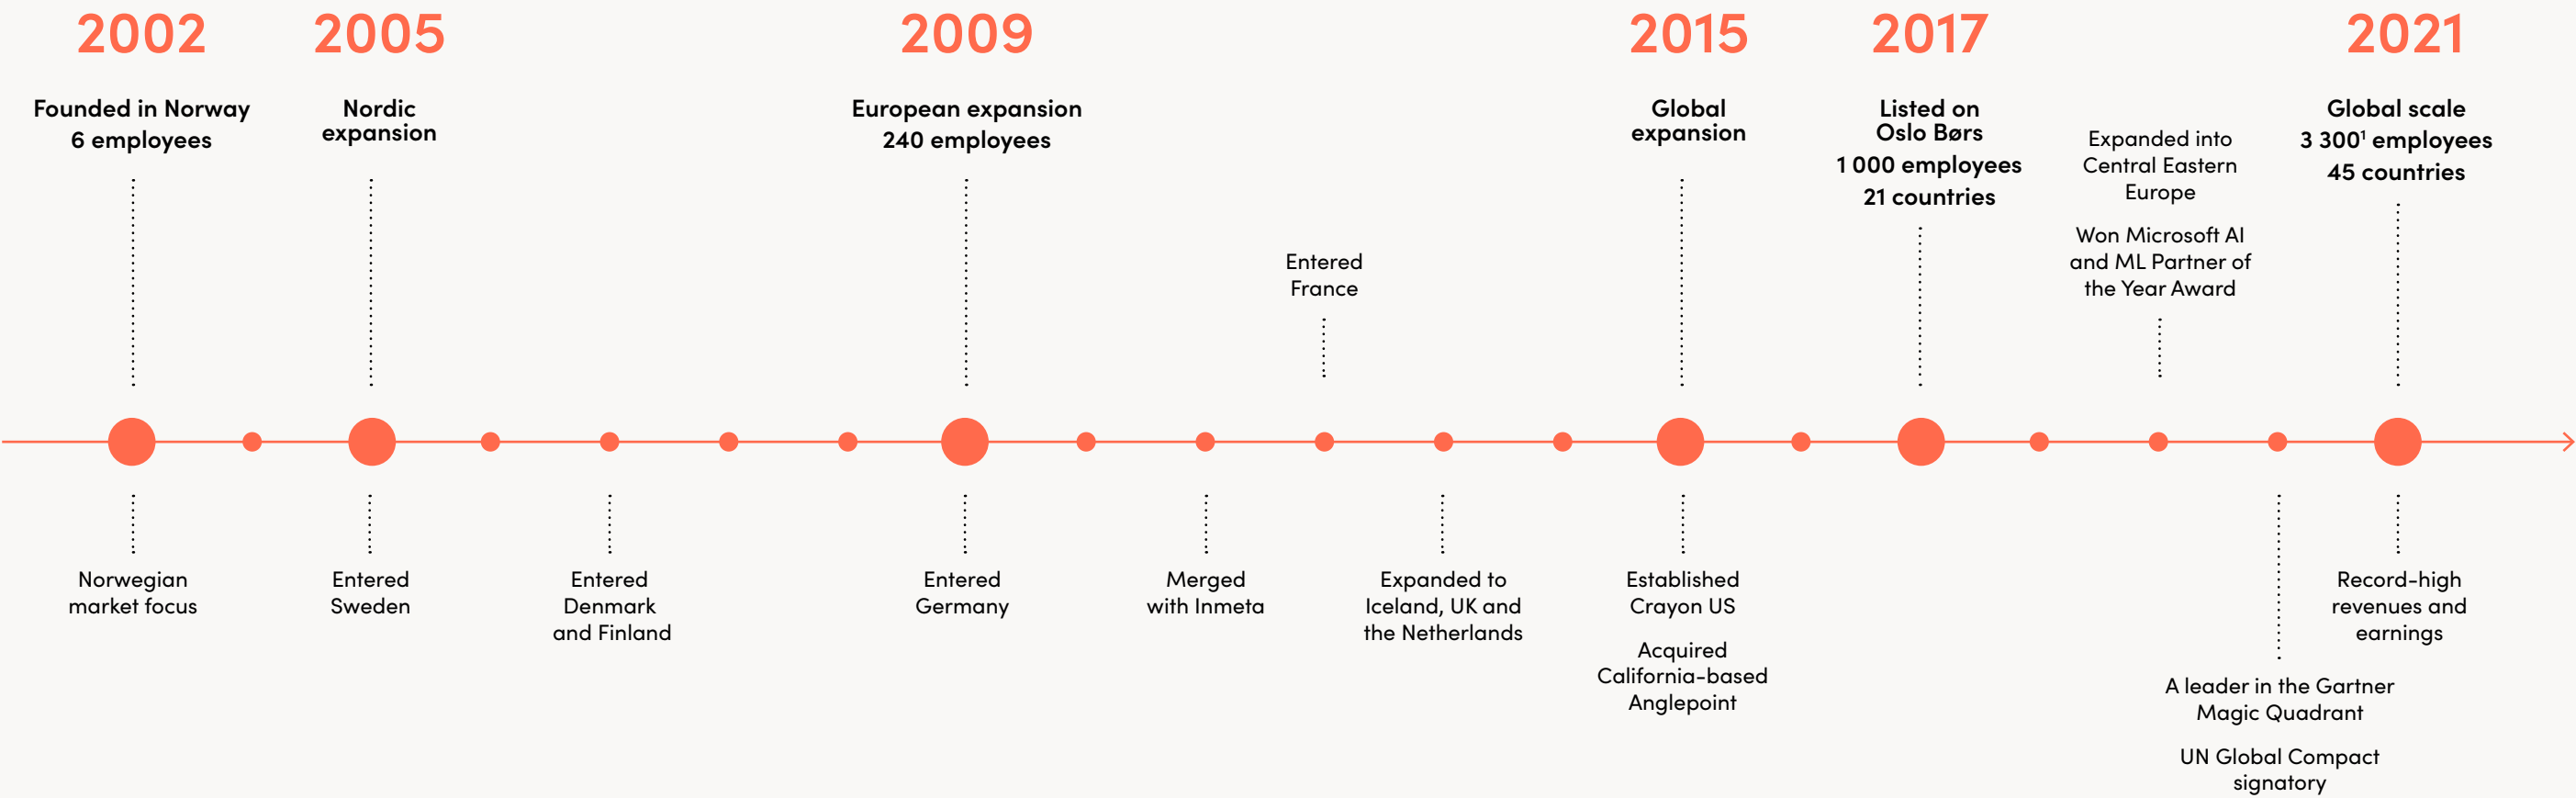 2002
Founded in Norway
6 employees
2005
Nordic
expansion
2009
European expansion
240 employees
Entered
France
2015
Global
expansion
2017
Listed on
Oslo Børs
1 000 employees
21 countries
Expanded into
Central Eastern
Europe
Won Microsoft AI
and ML Partner of
the Year Award
2021
Global scale
3 300¹ employees
45 countries
Norwegian
market focus
Entered
Sweden
Entered
Denmark
and Finland
Entered
Germany
Merged
with Inmeta
Expanded to
Iceland, UK and
the Netherlands
Established
Crayon US
Acquired
California-based
Anglepoint
A leader in the Gartner
Magic Quadrant
UN Global Compact
signatory
Record-high
revenues and
earnings